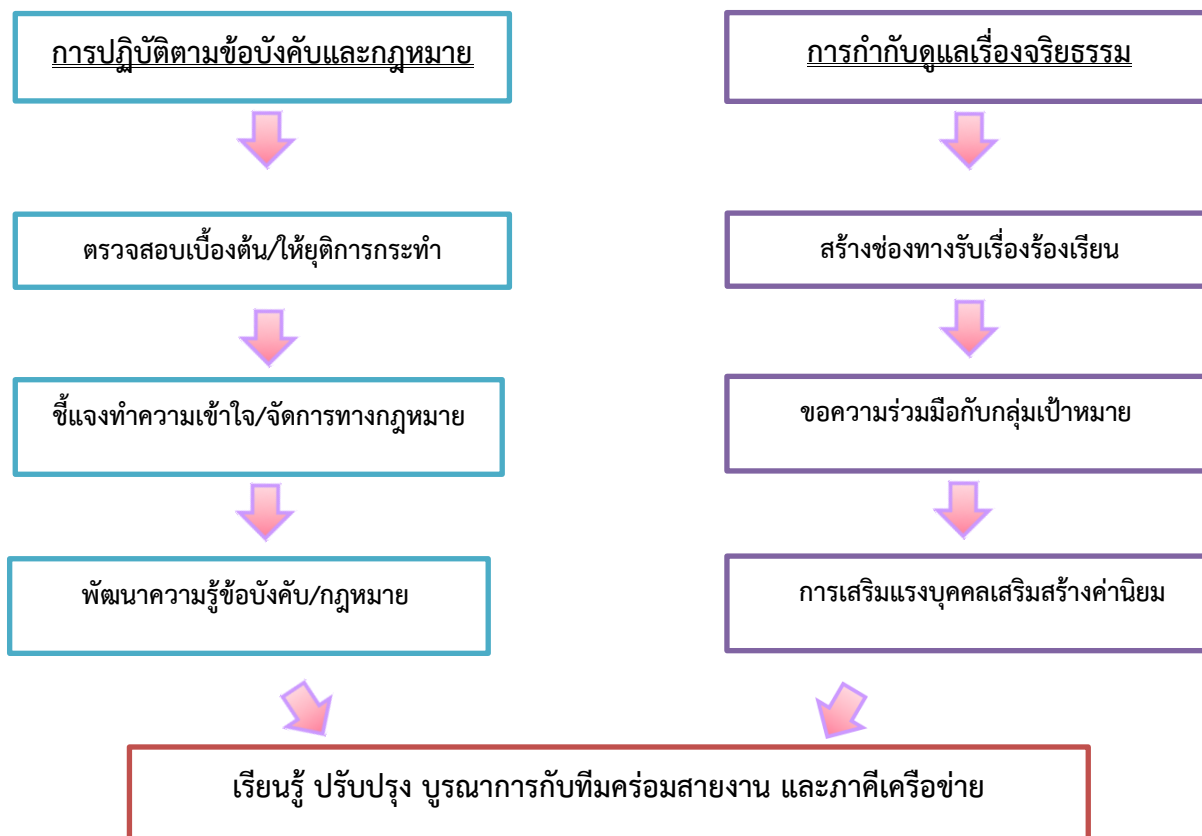 การปฏิบัติตามข้อบังคับและกฎหมาย
ตรวจสอบเบื้องต้น/ให้ยุติการกระทำ
ชี้แจงทำความเข้าใจ/จัดการทางกฎหมาย
พัฒนาความรู้ข้อบังคับ/กฎหมาย
การกำกับดูแลเรื่องจริยธรรม
สร้างช่องทางรับเรื่องร้องเรียน
ขอความร่วมมือกับกลุ่มเป้าหมาย
การเสริมแรงบุคคลเสริมสร้างค่านิยม
เรียนรู้ ปรับปรุง บูรณาการกับทีมคร่อมสายงาน และภาคีเครือข่าย